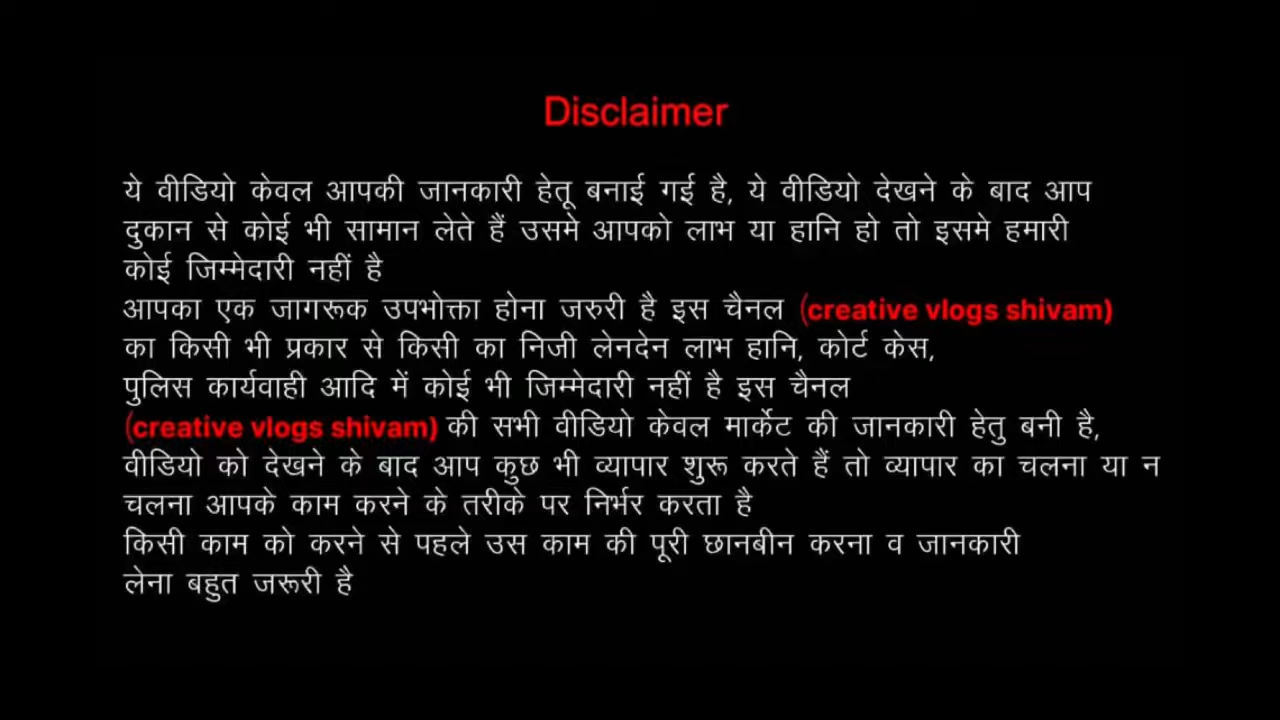 Disclaimer
ये वीडियो केवल आपकी जानकारी हेतू बनाई गई है, ये वीडियो देखने के बाद आप
दुकान से कोई भी सामान लेते हैं उसमे आपको लाभ या हानि हो तो इसमे हमारी
कोई जिम्मेदारी नहीं है
आपका एक जागरूक उपभोक्ता होना जरुरी है इस चैनल (creative vlogs shivam)
का किसी भी प्रकार से किसी का निजी लेनदेन लाभ हानि, कोर्ट केस,
पुलिस कार्यवाही आदि में कोई भी जिम्मेदारी नहीं है इस चैनल
(creative vlogs shivam) की सभी वीडियो केवल मार्केट की जानकारी हेतु बनी है,
वीडियो को देखने के बाद आप कुछ भी व्यापार शुरू करते हैं तो व्यापार का चलना या न
चलना आपके काम करने के तरीके पर निर्भर करता है
किसी काम को करने से पहले उस काम की पूरी छानबीन करना व जानकारी
लेना बहुत जरूरी है